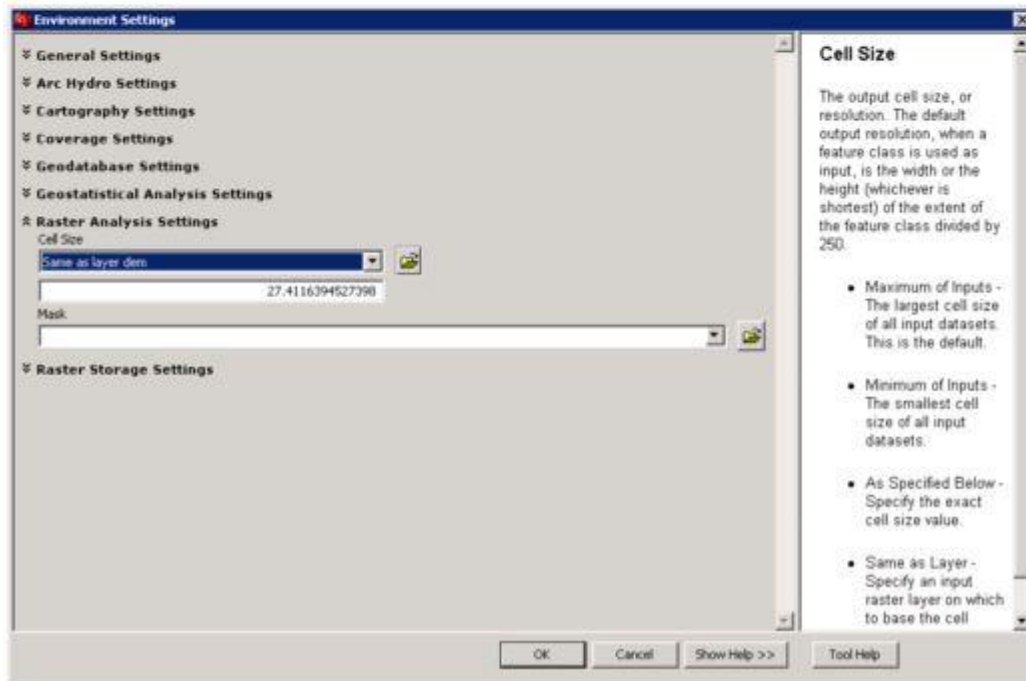 Environment Settings
General Settings
Arc Hydro Settings
Cartography Settings
Coverage Settings
Geodatabase Settings
Geostatistical Analysis Settings
Raster Analysis Settings
Cell Size
Same as layer dem
27.4116394527398
Mask
Raster Storage Settings
OK
Cancel
Show Help >>
Cell Size
The output cell size, or
resolution. The default
output resolution, when a
feature class is used as
input, is the width or the
height (whichever is
shortest) of the extent of
the feature class divided by
250.
• Maximum of Inputs -
The largest cell size
of all input datasets.
This is the default.
• Minimum of Inputs -
The smallest cell
size of all input
datasets.
• As Specified Below -
Specify the exact
cell size value.
• Same as Layer -
Specify an input
raster layer on which
to base the cell
Tool Help